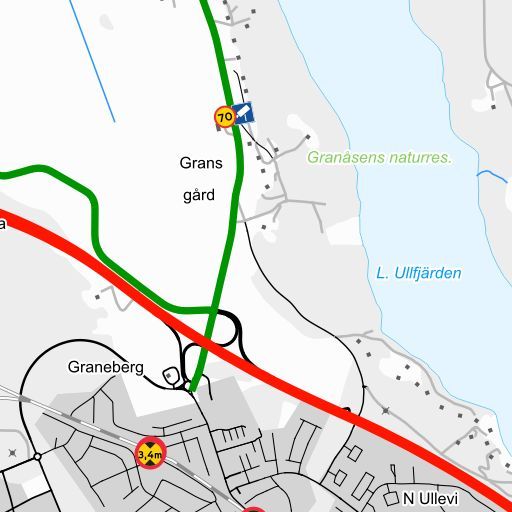 70
Grans
gård
Granåsens naturres.
a
L. Ullfjärden
Graneberg
3,4m
N Ullevi